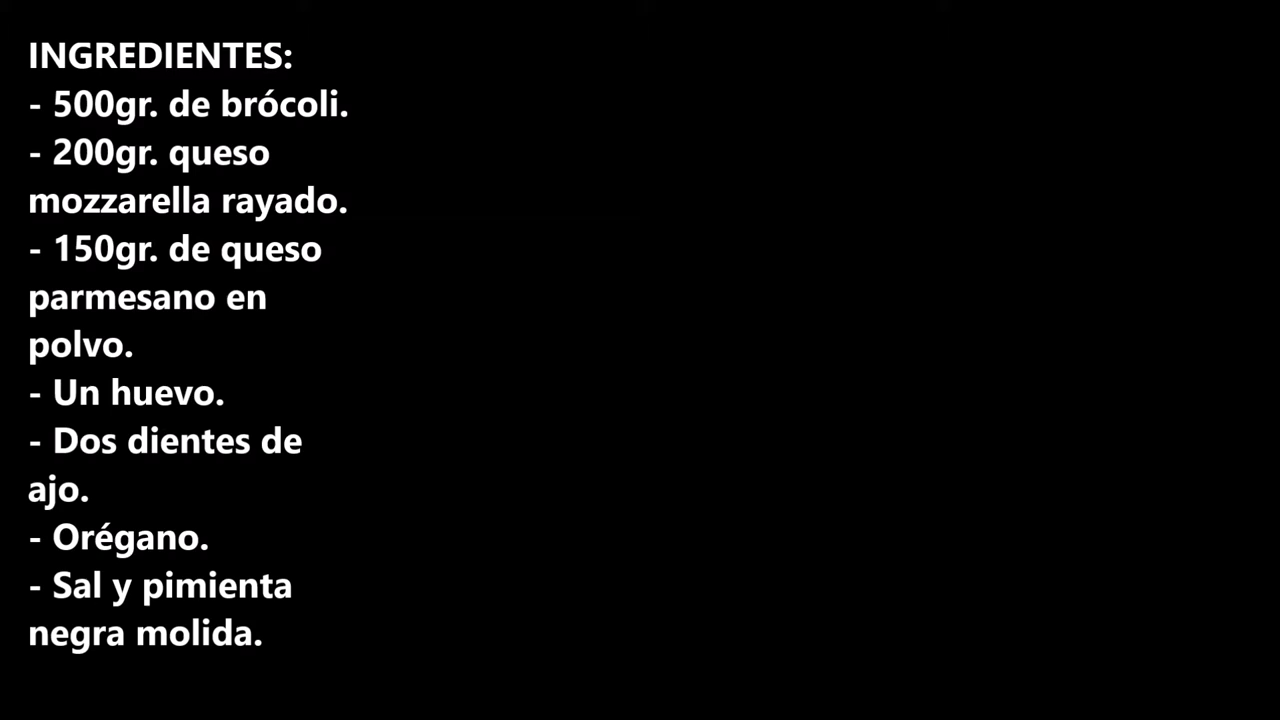 INGREDIENTES:
- 500gr. de brócoli.
- 200gr. queso
mozzarella rayado.
- 150gr. de queso
parmesano en
polvo.
- Un huevo.
- Dos dientes de
ajo.
- Orégano.
- Sal y pimienta
negra molida.